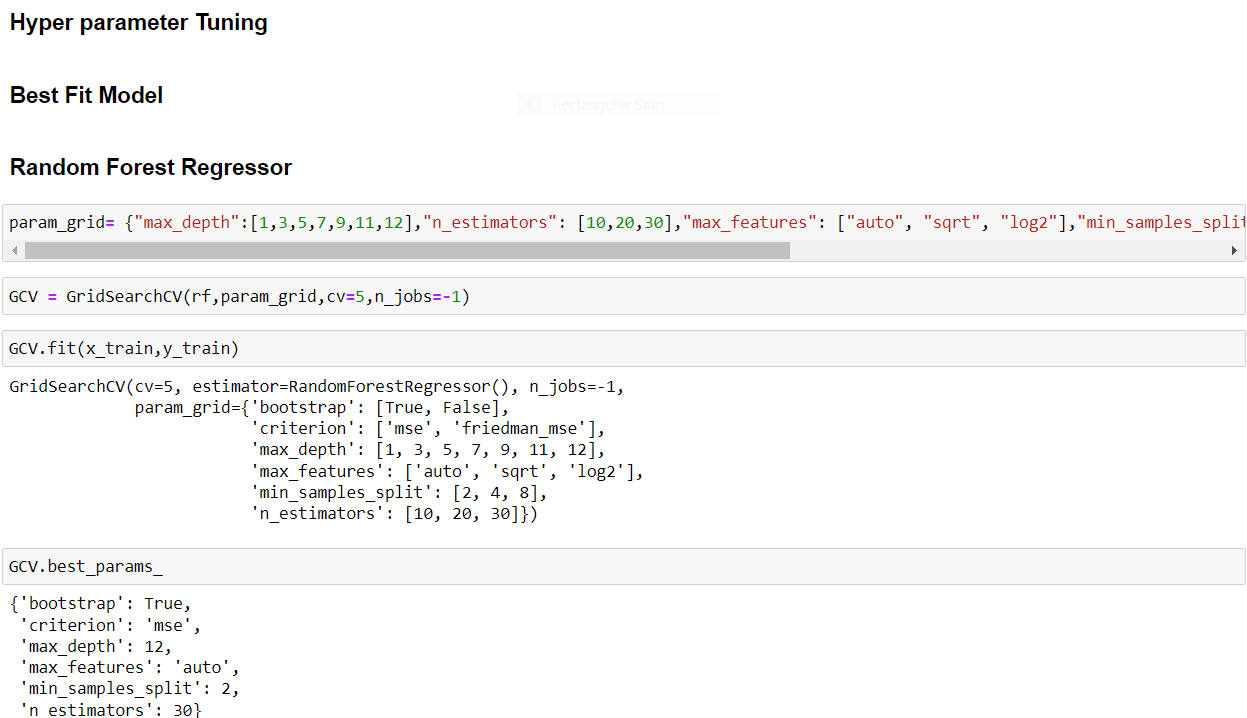 Hyper parameter Tuning
Best Fit Model
Rectangular Snip
Random Forest Regressor
param_grid= {"max_depth":[1,3,5,7,9,11,12],"n_estimators": [10,20,30],"max_features": ["auto", "sqrt", "log2"],"min_samples_split
GCV = GridSearchCV(rf,param_grid,cv=5,n_jobs=-1)
GCV.fit(x_train,y_train)
GridSearchCV(cv=5, estimator=RandomForestRegressor(), n_jobs=-1,
param_grid={'bootstrap': [True, False],
'criterion': ['mse', 'friedman_mse'],
'max_depth': [1, 3, 5, 7, 9, 11, 12],
'max_features': ['auto', 'sqrt', 'log2'],
'min_samples_split': [2, 4, 8],
'n_estimators': [10, 20, 30]})
GCV.best_params_
{'bootstrap': True,
'criterion': 'mse',
'max_depth': 12,
'max_features': 'auto',
'min_samples_split': 2,
'n_estimators': 30}